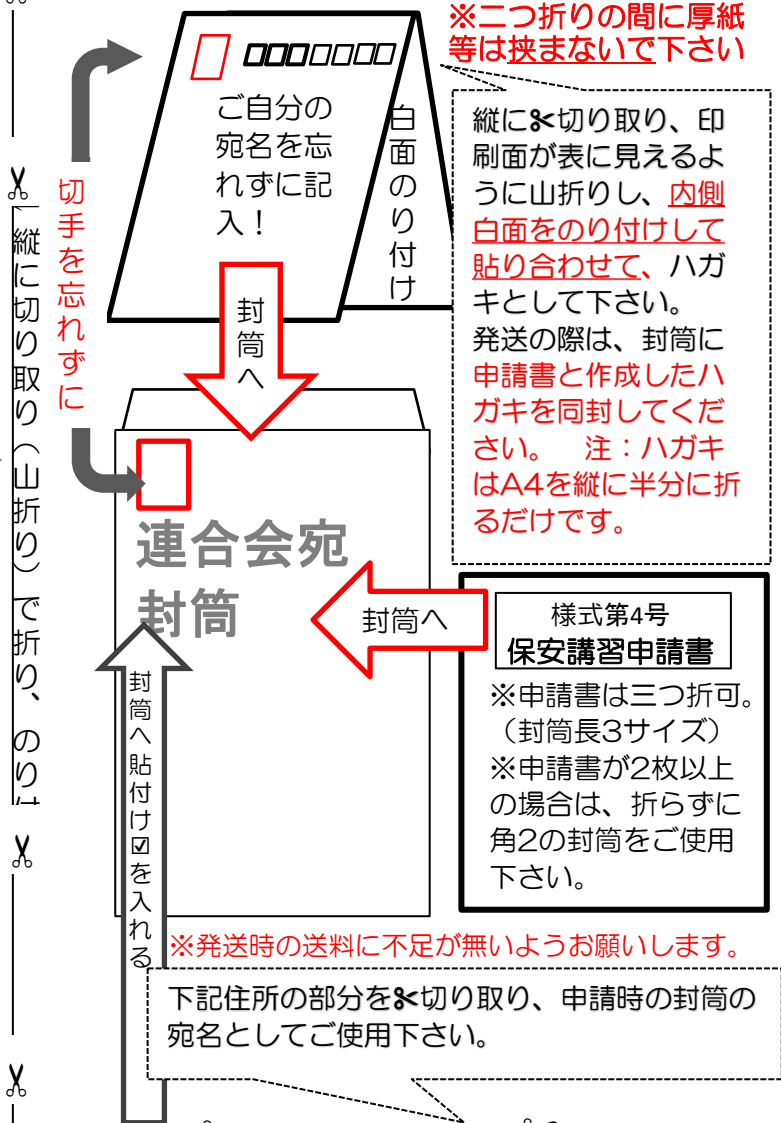 ※二つ折りの間に厚紙
等は挟まないで下さい
ご自分の
宛名を忘
れずに記
入！
白面のり付け
切手を忘れずに
縦に切り取り（山折り）で折り、のり
縦に✂切り取り、印
刷面が表に見えるよ
うに山折りし、内側
白面をのり付けして
貼り合わせて、ハガ
キとして下さい。
発送の際は、封筒に
申請書と作成したハ
ガキを同封してくだ
さい。　注：ハガキ
はA4を縦に半分に折
るだけです。
封筒へ
連合会宛
封筒
封筒へ
様式第4号
保安講習申請書
※申請書は三つ折可。
（封筒長3サイズ）
※申請書が2枚以上
の場合は、折らずに
角2の封筒をご使用
下さい。
封筒へ貼付け☑を入れる
※発送時の送料に不足が無いようお願いします。
下記住所の部分を✂切り取り、申請時の封筒の
宛名としてご使用下さい。